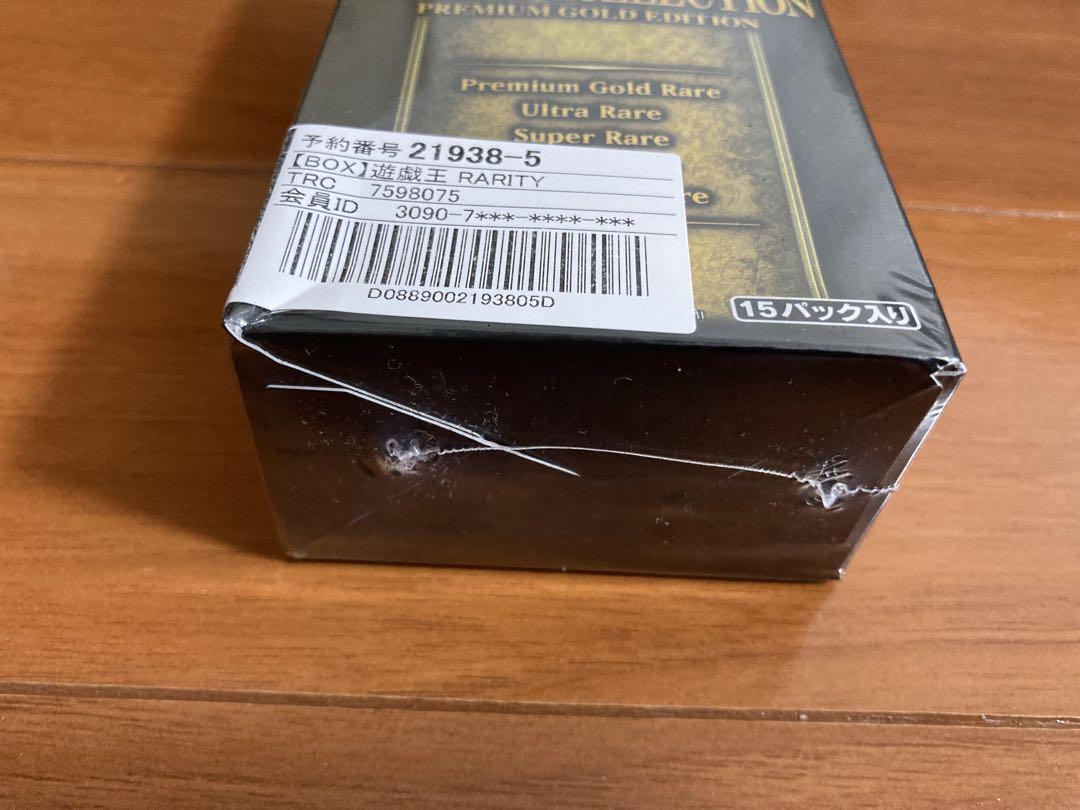 COLLECTION
PREMIUM GOLD EDITION
Premium Gold Rare
Ultra Rare
Super Rare
予約番号 21938-5
【BOX】遊戯王 RARITY
TRC 7598075
会員ID 3090-7***-****-***
D0889002193805D
15パック入り